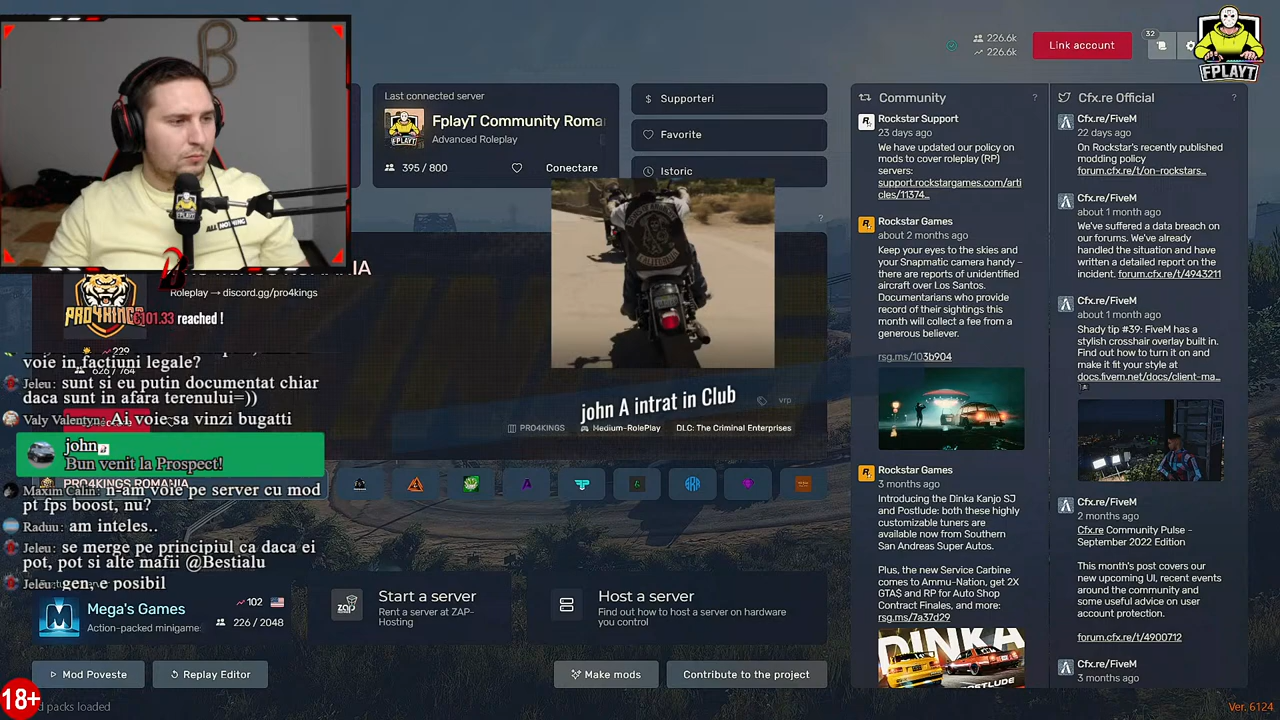 226.6k
226.6k
Link account
32
FPLAYT
Last connected server
FplayT Community Roma
Advanced Roleplay
395 / 800
Conectare
$ Supporteri
Favorite
Istoric
?
ALL NOTHING
Roleplay → discord.gg/pro4kings
PRO4KINGS
€101.33 reached !
229
voie in factiuni legale?
Jeleu: sunt si eu putin documentat chiar
daca sunt in afara terenului=))
Valy Valentyn: Ai voie sa vinzi bugatti
john
Bun venit la Prospect!
PRO4KINGS ROMANIA
Maxim Calin: n-am voie pe server cu mod
pt fps boost, nu?
Raduu: am inteles..
Jeleu: se merge pe principiul ca daca ei
pot, pot si alte mafii @Bestialu
Jeleu: gen, e posibil
CALIFORNIA
john A intrat in Club
vrp
PRO4KINGS
Hedium-RolePlay
DLC: The Criminal Enterprises
Mega's Games
Action-packed minigame:
102
226 / 2048
ZAP
Start a server
Rent a server at ZAP-
Hosting
Host a server
Find out how to host a server on hardware
you control
Mod Poveste
Replay Editor
Make mods
Contribute to the project
18+
d packs loaded
Community
?
Rockstar Support
23 days ago
We have updated our policy on
mods to cover roleplay (RP)
servers:
support.rockstargames.com/arti
cles/11374…
Rockstar Games
about 2 months ago
Keep your eyes to the skies and
your Snapmatic camera handy –
there are reports of unidentified
aircraft over Los Santos.
Documentarians who provide
record of their sightings this
month will collect a fee from a
generous believer.
rsg.ms/103b904
Rockstar Games
3 months ago
Introducing the Dinka Kanjo SJ
and Postlude: both these highly
customizable tuners are
available now from Southern
San Andreas Super Autos.
Plus, the new Service Carbine
comes to Ammu-Nation, get 2X
GTA$ and RP for Auto Shop
Contract Finales, and more:
rsg.ms/7a37d29
DINKA
POSTLUDE
Cfx.re Official
?
Cfx.re/FiveM
22 days ago
On Rockstar's recently published
modding policy
forum.cfx.re/t/on-rockstars…
Cfx.re/FiveM
about 1 month ago
We've suffered a data breach on
our forums. We've already
handled the situation and have
written a detailed report on the
incident. forum.cfx.re/t/4943211
Cfx.re/FiveM
about 1 month ago
Shady tip #39: FiveM has a
stylish crosshair overlay built in.
Find out how to turn it on and
make it fit your style at
docs.fivem.net/docs/client-ma…
Cfx.re/FiveM
2 months ago
Cfx.re Community Pulse -
September 2022 Edition
This month's post covers our
new upcoming UI, recent events
around the community and
some useful advice on user
account protection.
forum.cfx.re/t/4900712
Cfx.re/FiveM
3 months ago
Ver. 6124